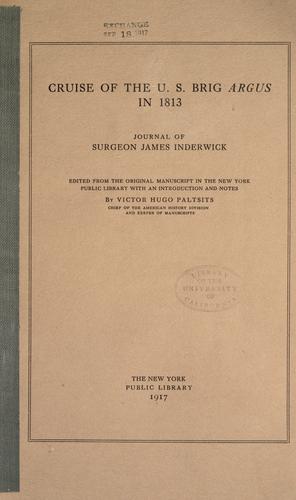 EXCHANGE
SEP 18 1917
CRUISE OF THE U. S. BRIG ARGUS
IN 1813
JOURNAL OF
SURGEON JAMES INDERWICK
EDITED FROM THE ORIGINAL MANUSCRIPT IN THE NEW YORK
PUBLIC LIBRARY WITH AN INTRODUCTION AND NOTES
BY VICTOR HUGO PALTSITS
CHIEF OF THE AMERICAN HISTORY DIVISION
AND KEEPER OF MANUSCRIPTS
LIBRARY
OF THE
UNIVERSITY
OF
CALIFORNIA
THE NEW YORK
PUBLIC LIBRARY
1917